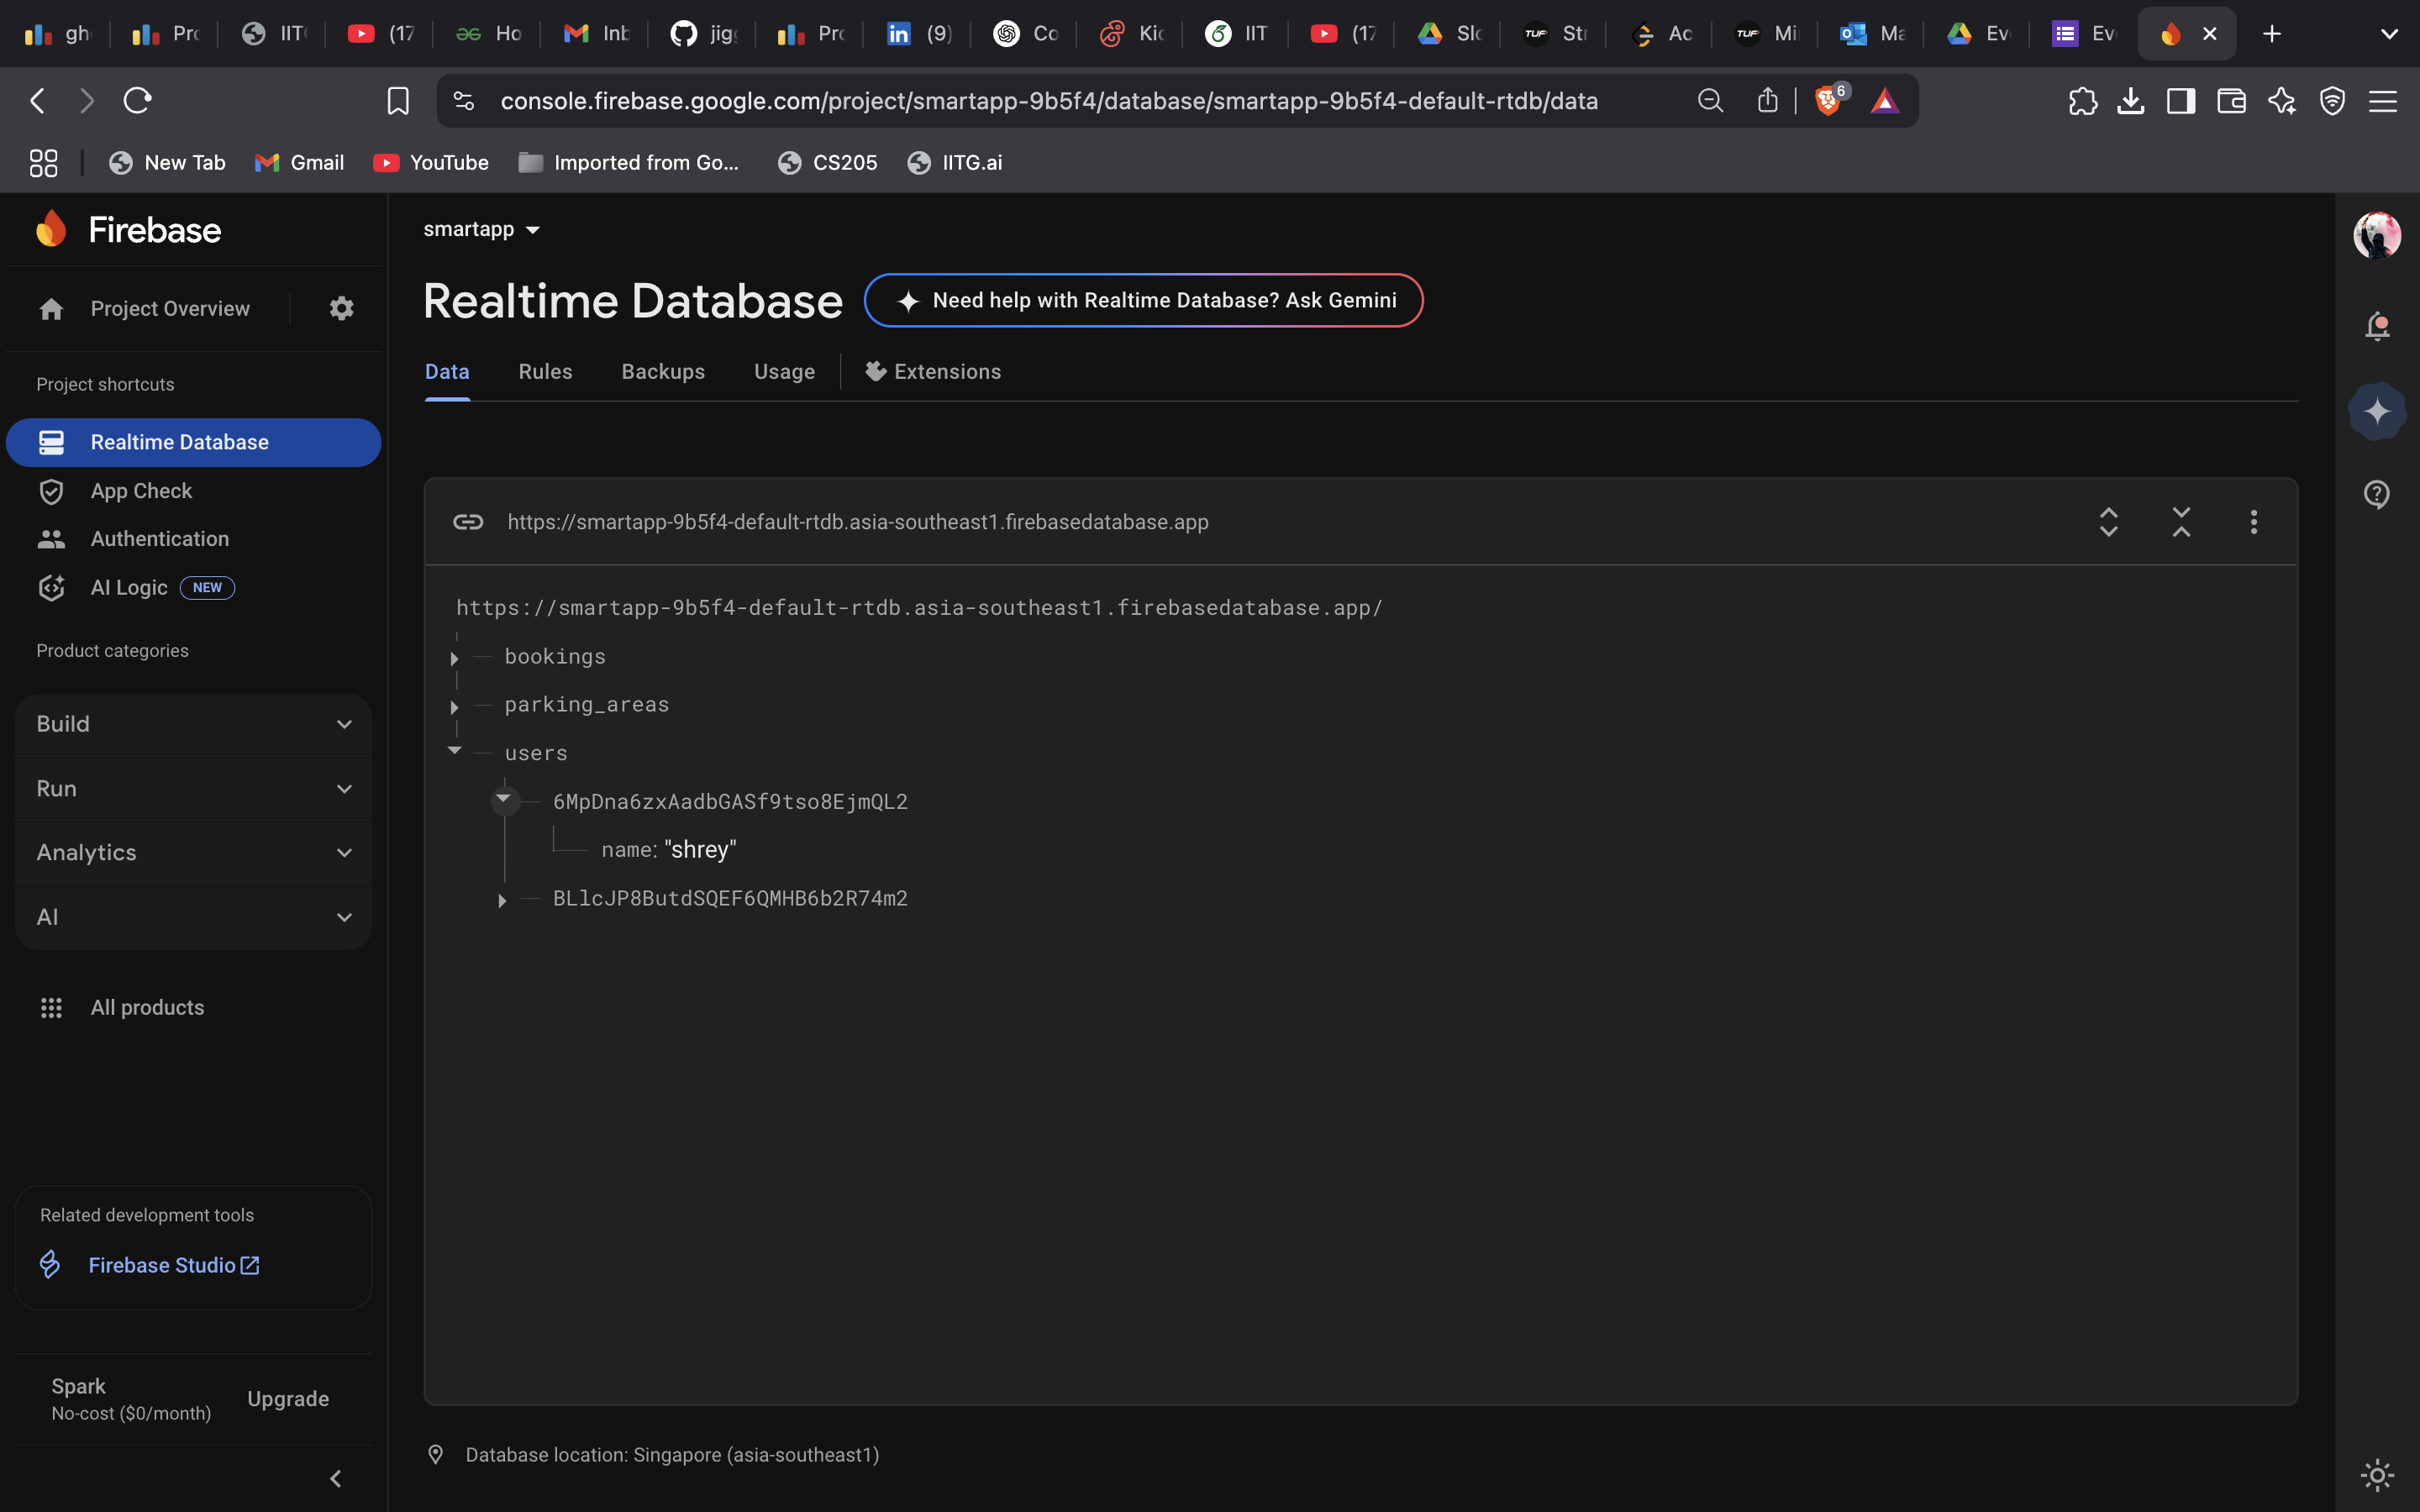 gh
Pro
IIT
(17
Ho
Inb
jig
Pro
(9)
Co
Kic
IIT
(17
Slo
Str
Ac
Mi
Ma
Ev
Ev
console.firebase.google.com/project/smartapp-9b5f4/database/smartapp-9b5f4-default-rtdb/data
6
New Tab
Gmail
YouTube
Imported from Go...
CS205
IITG.ai
Firebase
Project Overview
Project shortcuts
Realtime Database
App Check
Authentication
AI Logic NEW
Product categories
Build
Run
Analytics
AI
All products
Related development tools
Firebase Studio
Spark
No-cost ($0/month)
Upgrade
smartapp
Realtime Database
Need help with Realtime Database? Ask Gemini
Data
Rules
Backups
Usage
Extensions
https://smartapp-9b5f4-default-rtdb.asia-southeast1.firebasedatabase.app
https://smartapp-9b5f4-default-rtdb.asia-southeast1.firebasedatabase.app/
bookings
parking_areas
users
6MpDna6zxAadbGASf9tso8EjmQL2
name: "shrey"
BLlcJP8ButdSQEF6QMHB6b2R74m2
Database location: Singapore (asia-southeast1)